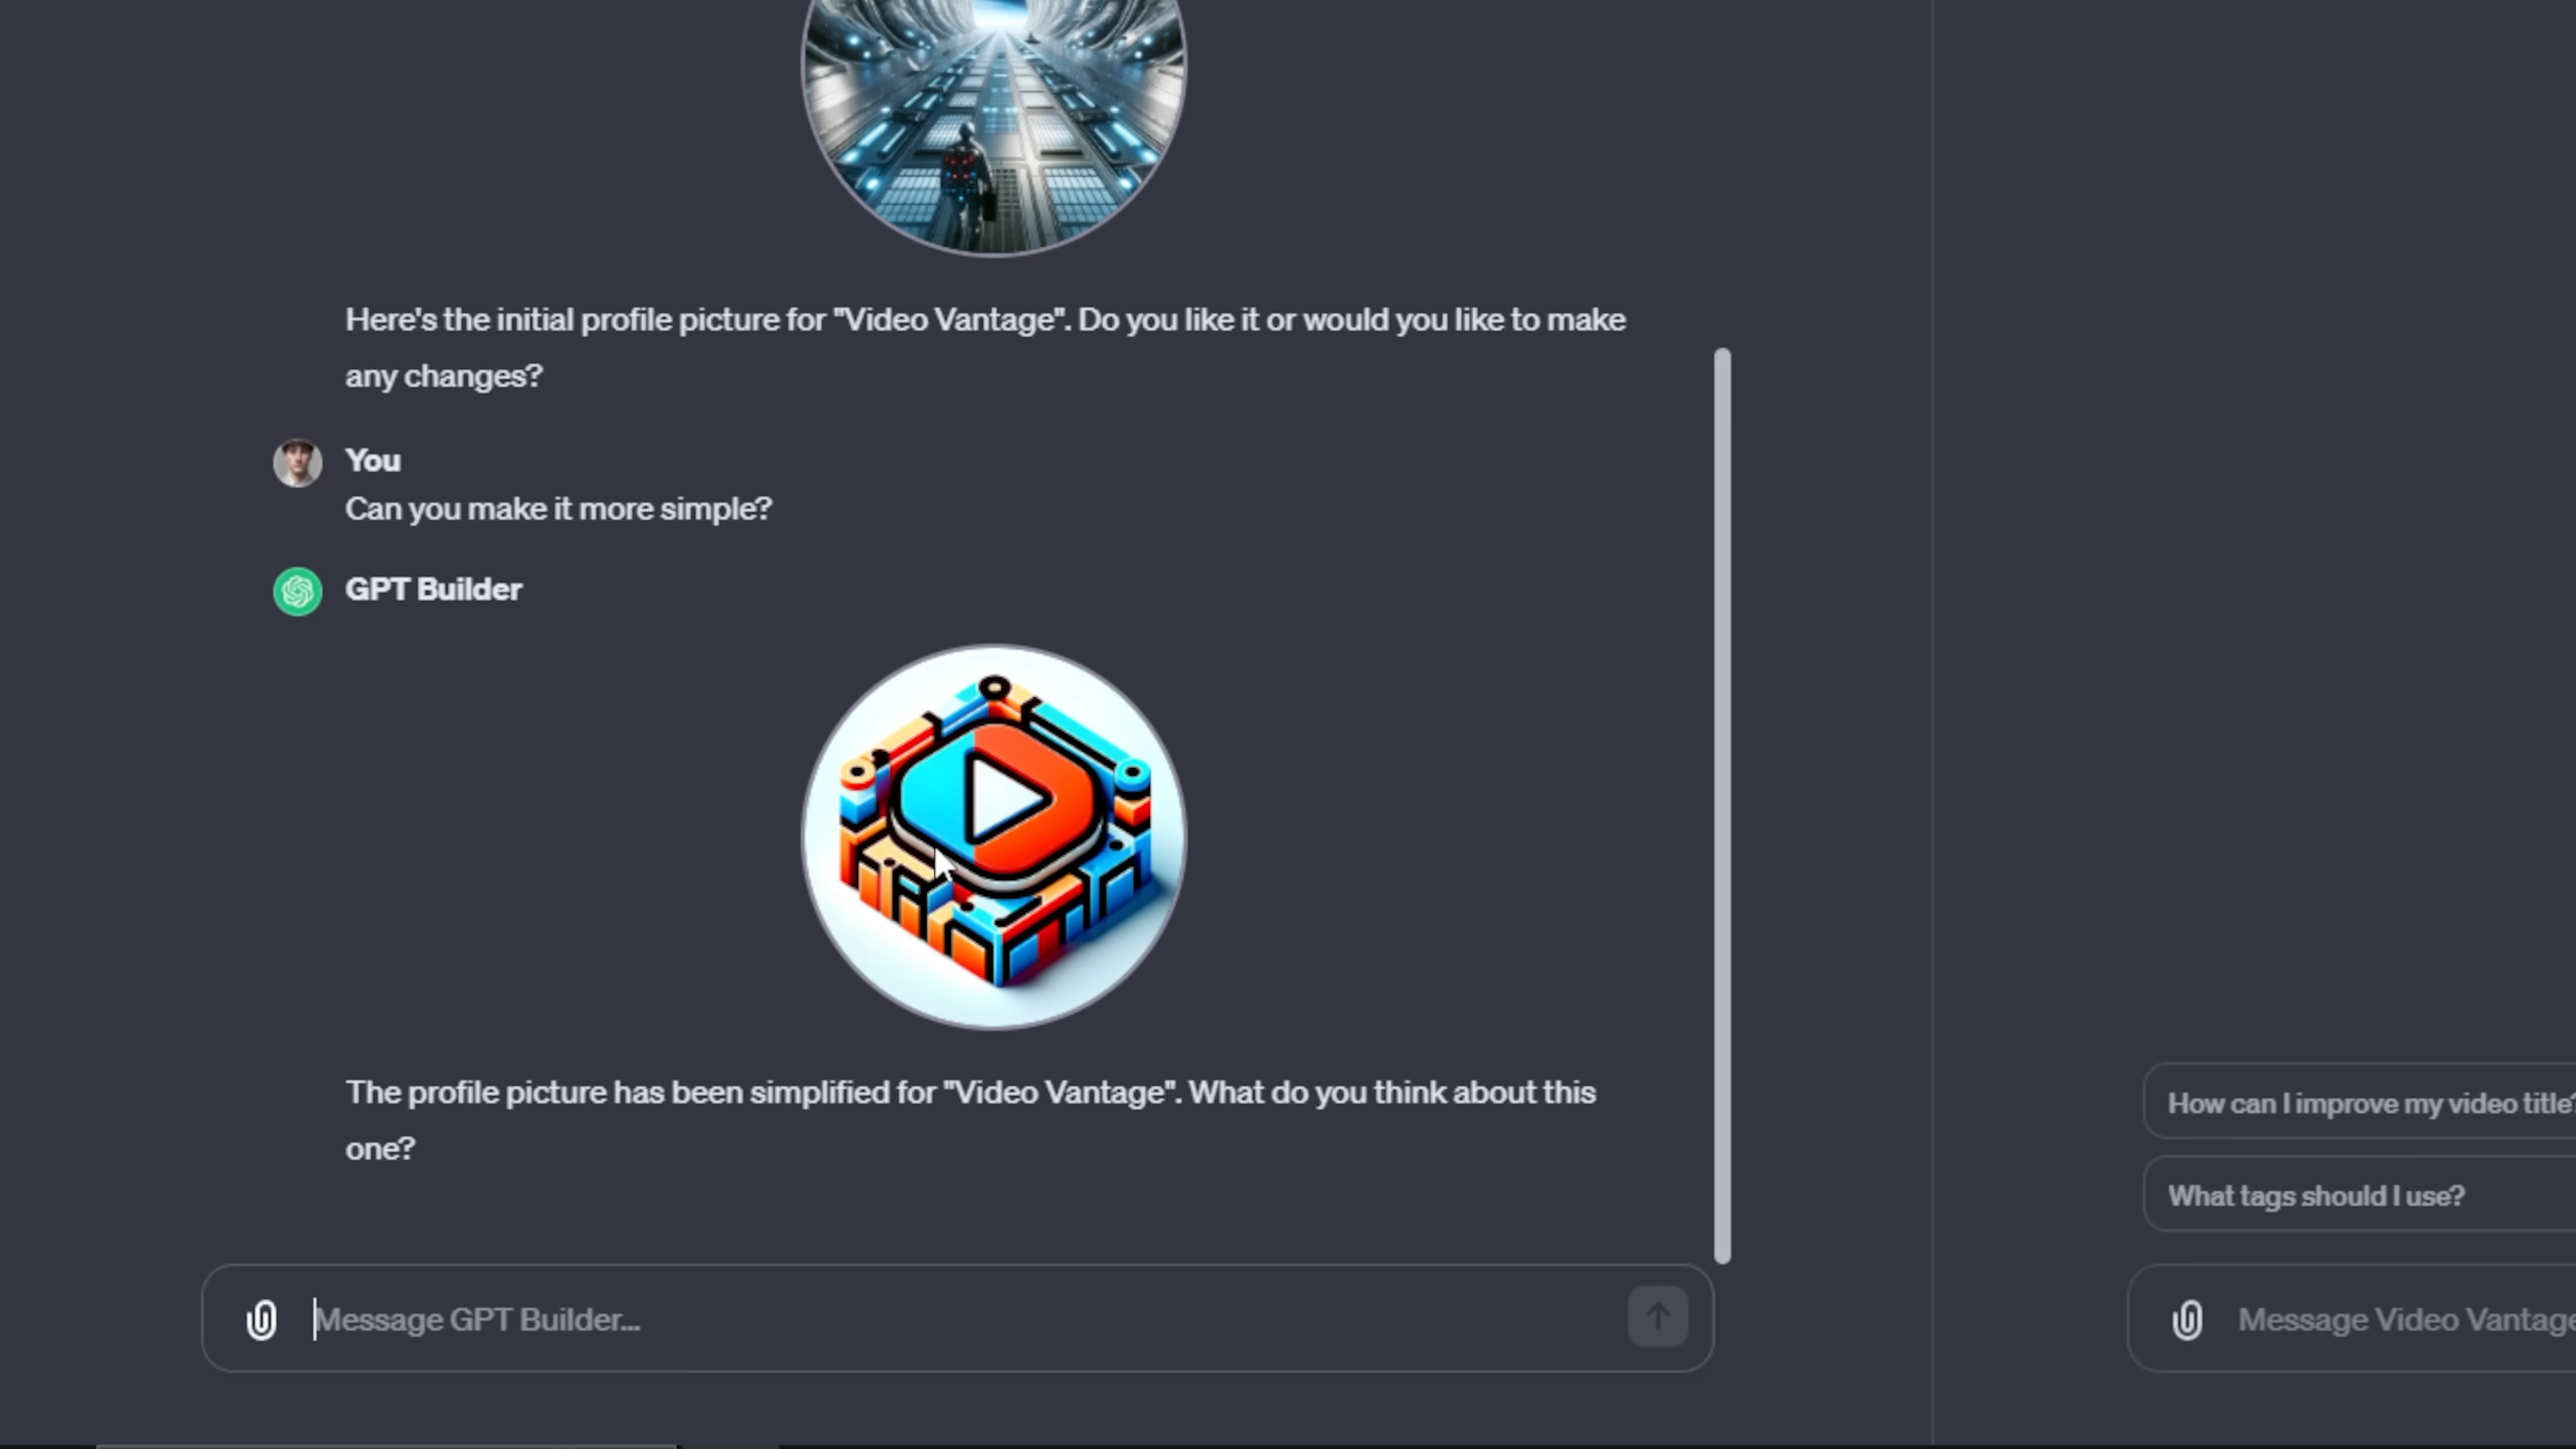 Here's the initial profile picture for "Video Vantage". Do you like it or would you like to make
any changes?
You
Can you make it more simple?
GPT Builder
The profile picture has been simplified for "Video Vantage". What do you think about this
one?
Message GPT Builder...
How can I improve my video title?
What tags should I use?
Message Video Vantage